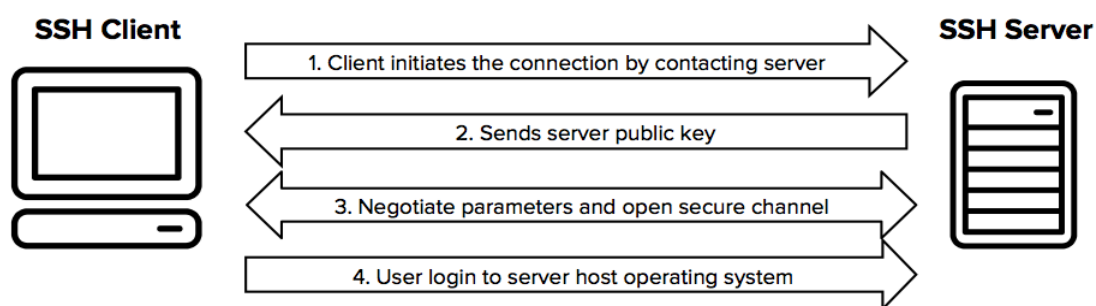 SSH Client
SSH Server
1. Client initiates the connection by contacting server
2. Sends server public key
3. Negotiate parameters and open secure channel
4. User login to server host operating system